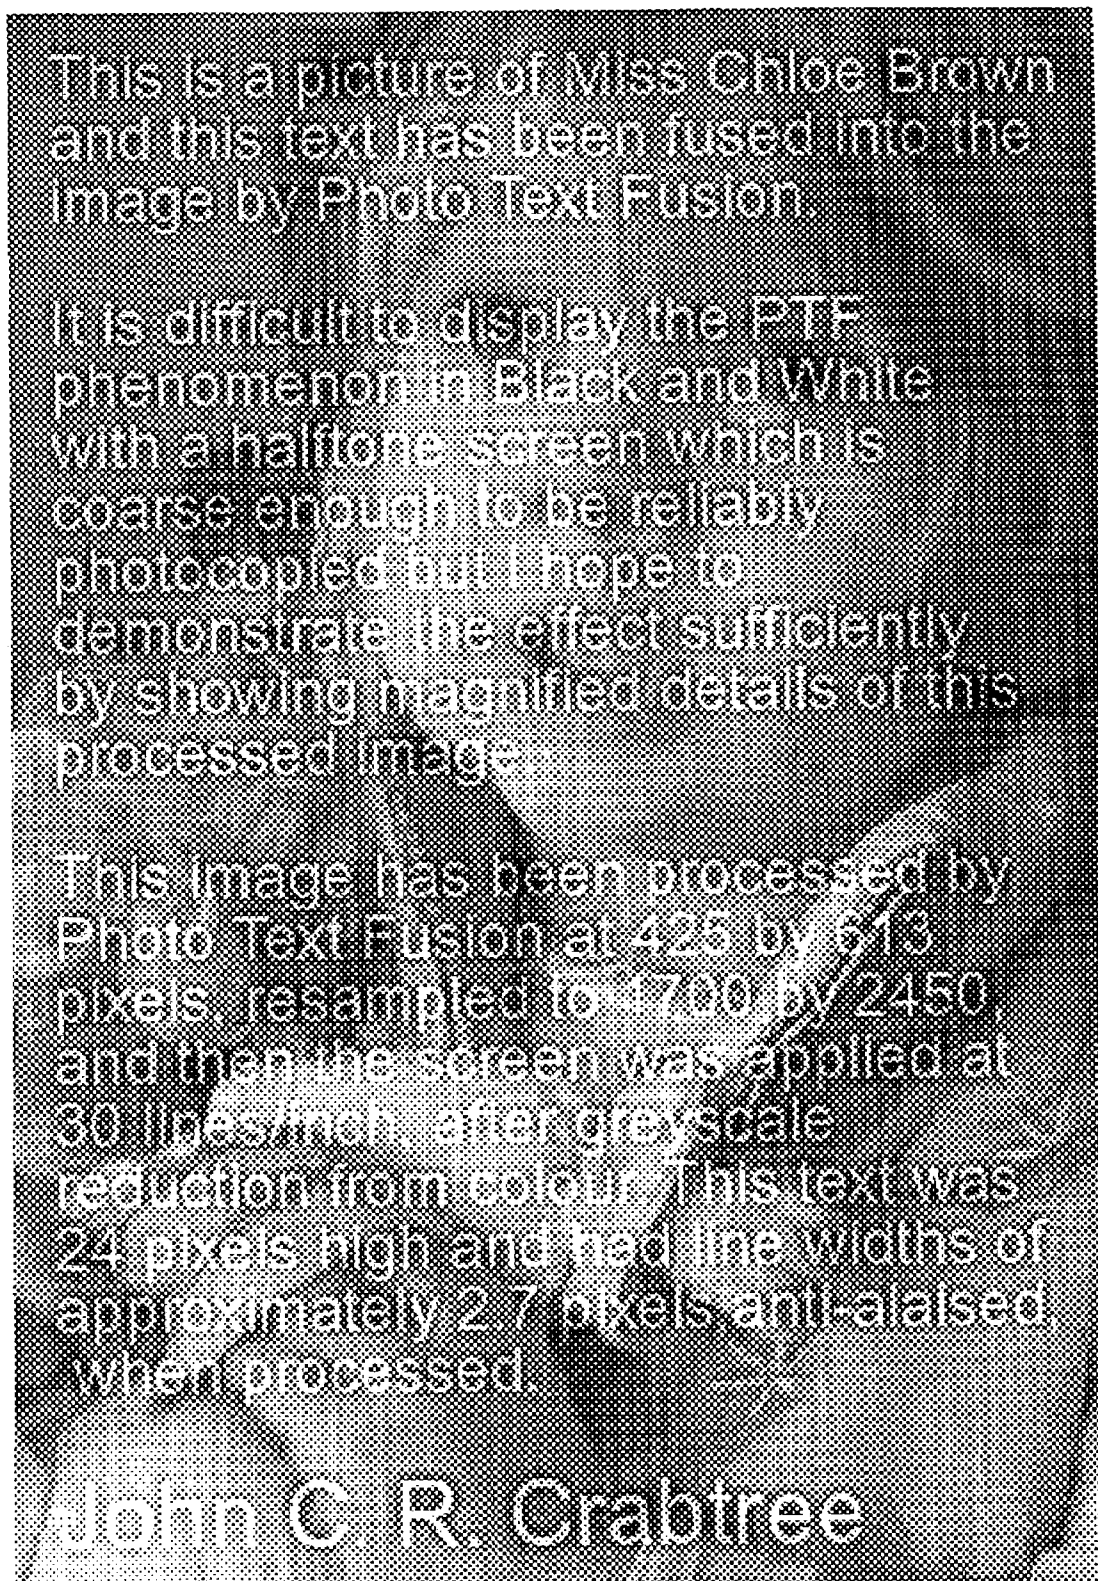 This is a picture of Miss Chloe Brown
and this text has been fused into the
image by Photo Text Fusion.
It is difficult to display the PTF
phenomenon in Black and White
with a halftone screen which is
coarse enough to be reliably
photocopied but I hope to
demonstrate the effect sufficiently
by showing magnified details of this
processed image.
This image has been processed by
Photo Text Fusion at 425 by 613
pixels, resampled to 1700 by 2450,
and then the screen was applied at
30 lines/inch, after greyscale
reduction from colour. This text was
24 pixels high and had line widths of
approximately 2.7 pixels anti-alaised,
when processed.
John C. R. Crabtree